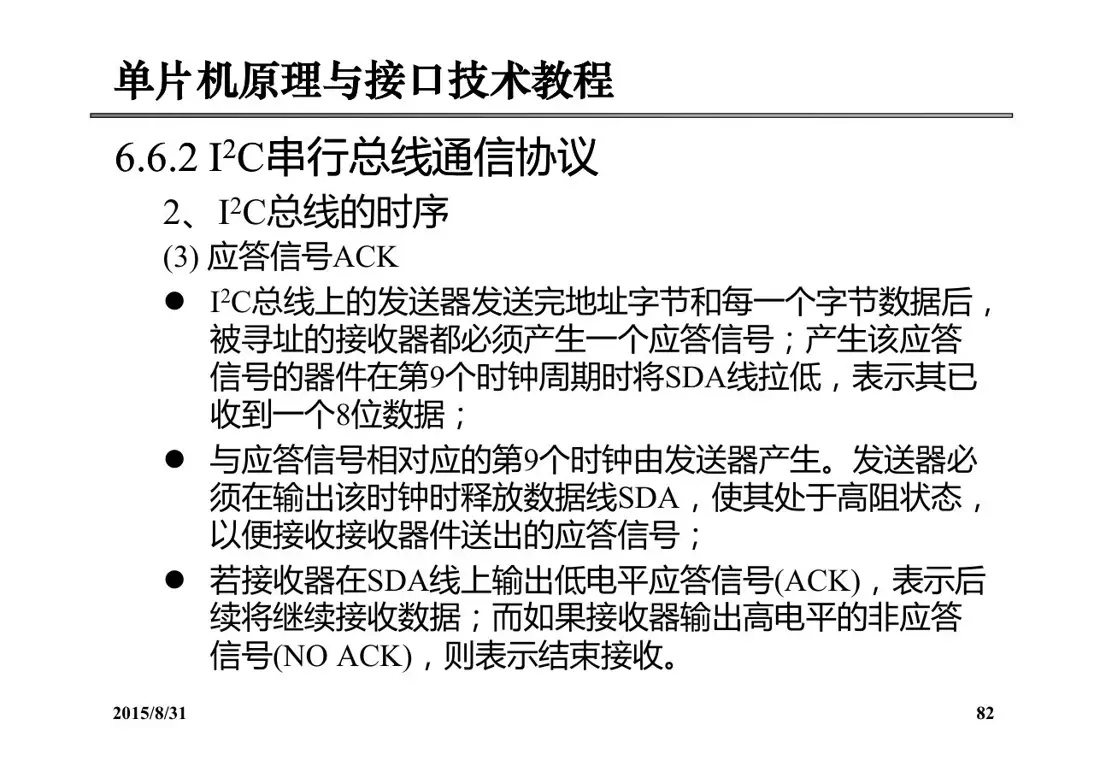 单片机原理与接口技术教程
6.6.2 I²C串行总线通信协议
2、I²C总线的时序
(3) 应答信号ACK
● I²C总线上的发送器发送完地址字节和每一个字节数据后，
被寻址的接收器都必须产生一个应答信号；产生该应答
信号的器件在第9个时钟周期时将SDA线拉低，表示其已
收到一个8位数据；
● 与应答信号相对应的第9个时钟由发送器产生。发送器必
须在输出该时钟时释放数据线SDA，使其处于高阻状态，
以便接收接收器件送出的应答信号；
● 若接收器在SDA线上输出低电平应答信号(ACK)，表示后
续将继续接收数据；而如果接收器输出高电平的非应答
信号(NO ACK)，则表示结束接收。
2015/8/31
82